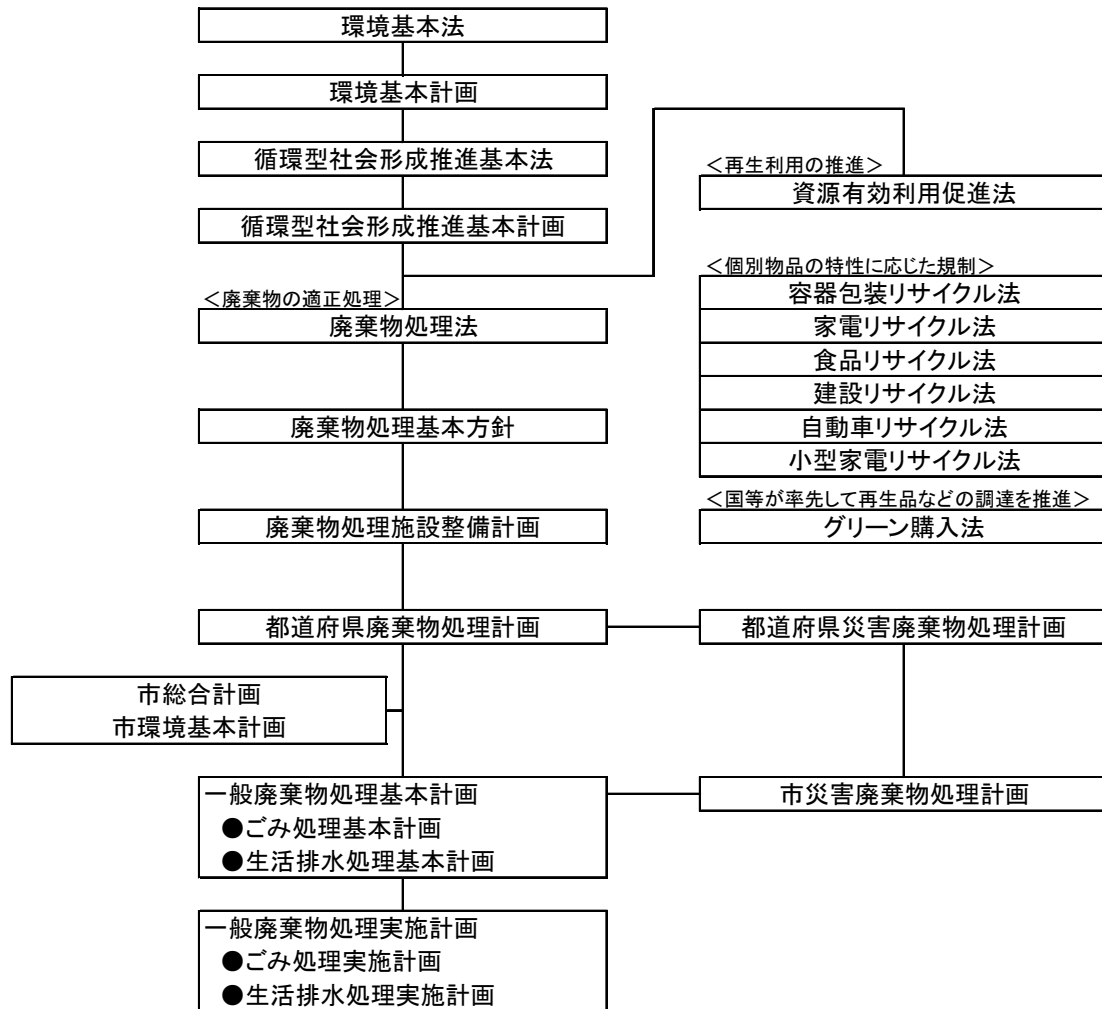 環境基本法
環境基本計画
循環型社会形成推進基本法
循環型社会形成推進基本計画
＜廃棄物の適正処理＞
廃棄物処理法
廃棄物処理基本方針
廃棄物処理施設整備計画
＜再生利用の推進＞
資源有効利用促進法
＜個別物品の特性に応じた規制＞
容器包装リサイクル法
家電リサイクル法
食品リサイクル法
建設リサイクル法
自動車リサイクル法
小型家電リサイクル法
＜国等が率先して再生品などの調達を推進＞
グリーン購入法
都道府県廃棄物処理計画
都道府県災害廃棄物処理計画
市総合計画
市環境基本計画
一般廃棄物処理基本計画
●ごみ処理基本計画
●生活排水処理基本計画
市災害廃棄物処理計画
一般廃棄物処理実施計画
●ごみ処理実施計画
●生活排水処理実施計画